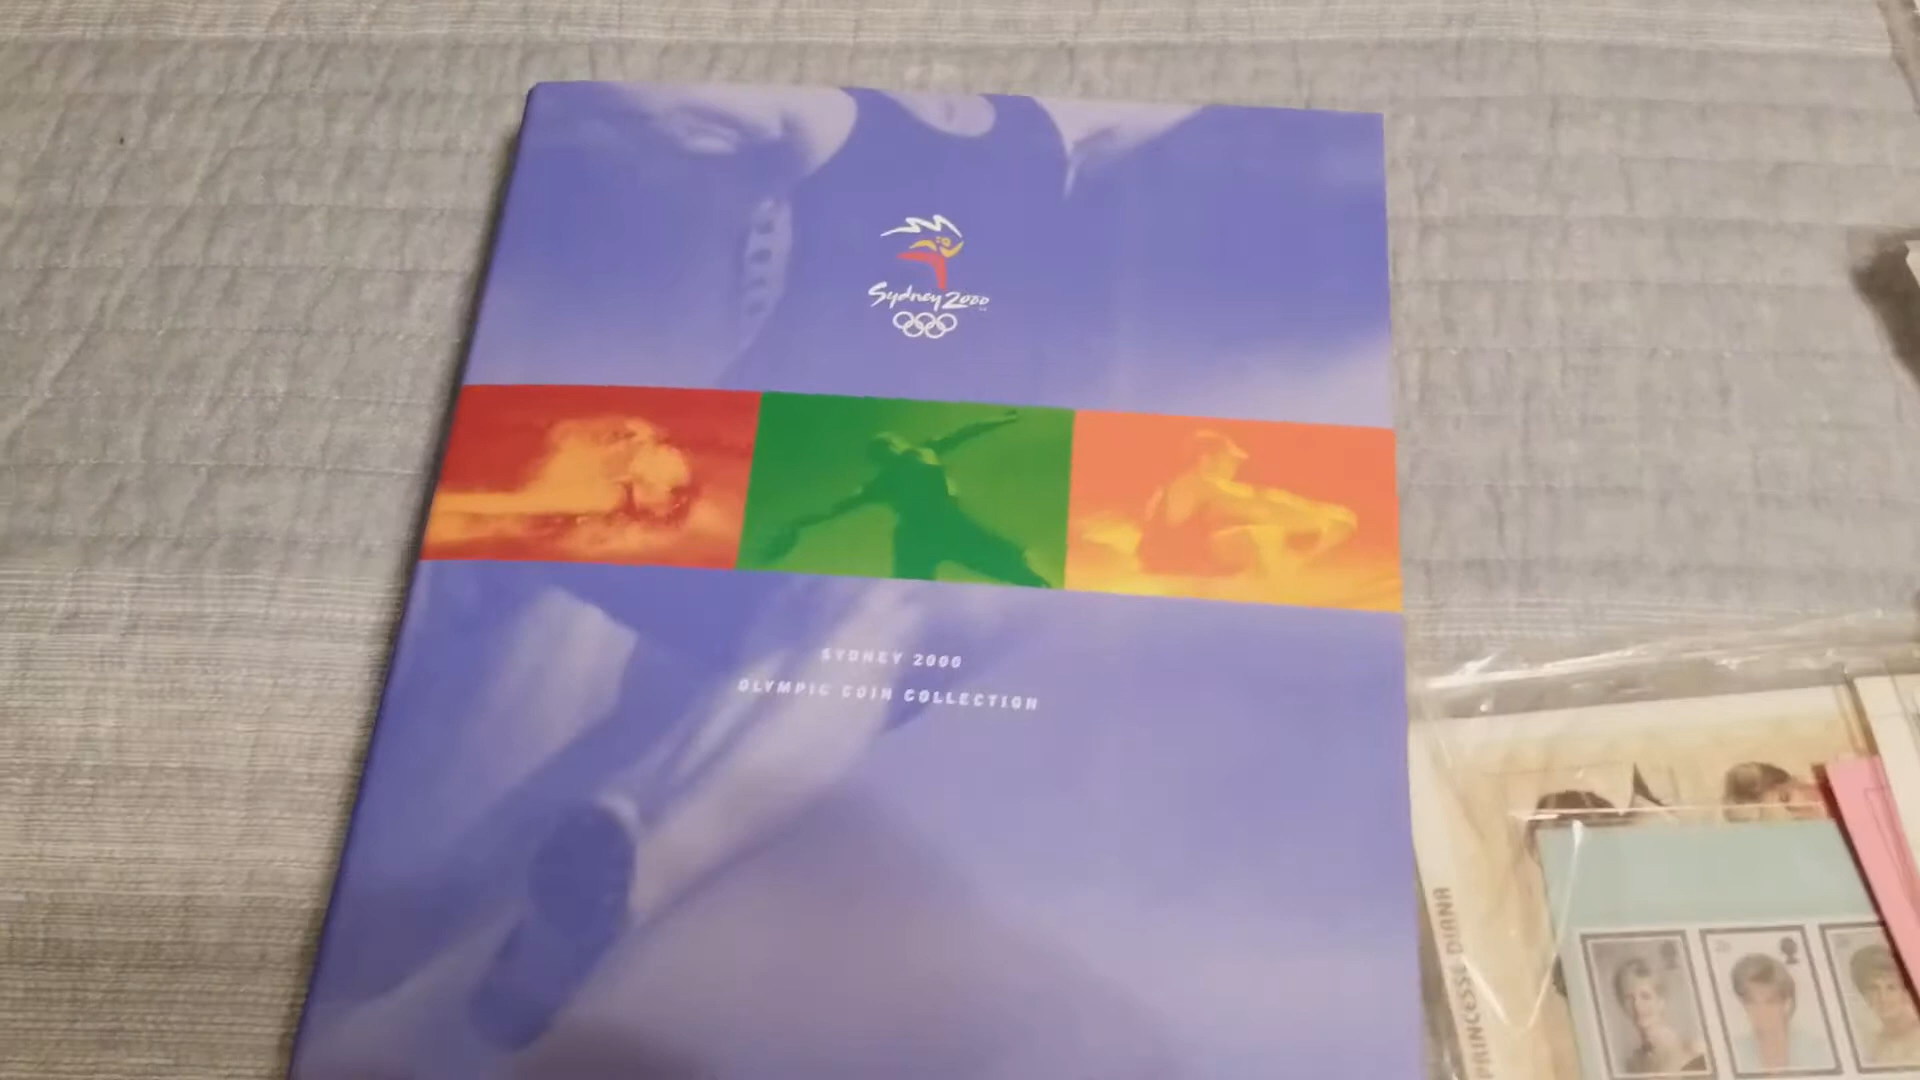 Sydney 2000
SYDNEY 2000
OLYMPIC COIN COLLECTION
PRINCESSE DIANA